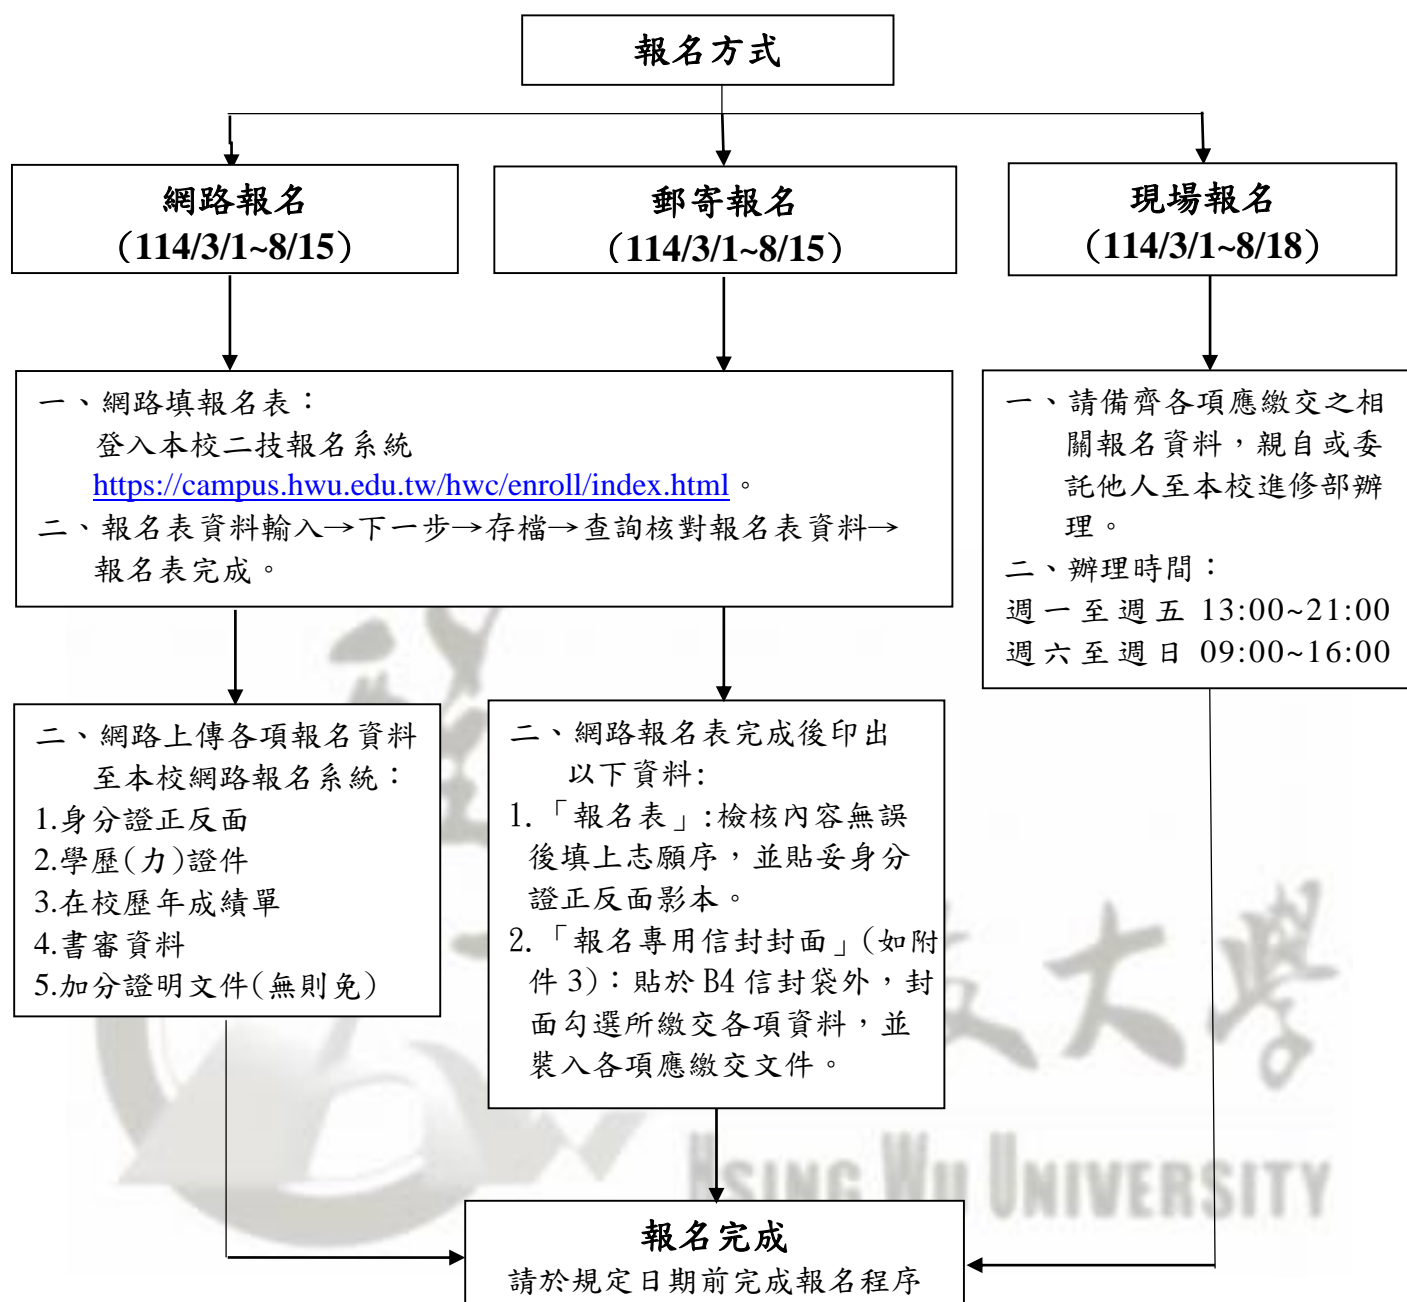 報名方式
網路報名
（114/3/1~8/15）
郵寄報名
（114/3/1~8/15）
現場報名
（114/3/1~8/18）
一、網路填報名表：
登入本校二技報名系統
https://campus.hwu.edu.tw/hwc/enroll/index.html。
二、報名表資料輸入→下一步→存檔→查詢核對報名表資料→
報名表完成。
一、請備齊各項應繳交之相
關報名資料，親自或委
託他人至本校進修部辦
理。
二、辦理時間：
週一至週五 13:00~21:00
週六至週日 09:00~16:00
二、網路上傳各項報名資料
至本校網路報名系統：
1.身分證正反面
2.學歷(力)證件
3.在校歷年成績單
4.書審資料
5.加分證明文件(無則免)
二、網路報名表完成後印出
以下資料:
1.「報名表」:檢核內容無誤
後填上志願序，並貼妥身分
證正反面影本。
2.「報名專用信封封面」(如附
件 3)：貼於 B4 信封袋外，封
面勾選所繳交各項資料，並
裝入各項應繳交文件。
大學
HSING WU UNIVERSITY
報名完成
請於規定日期前完成報名程序